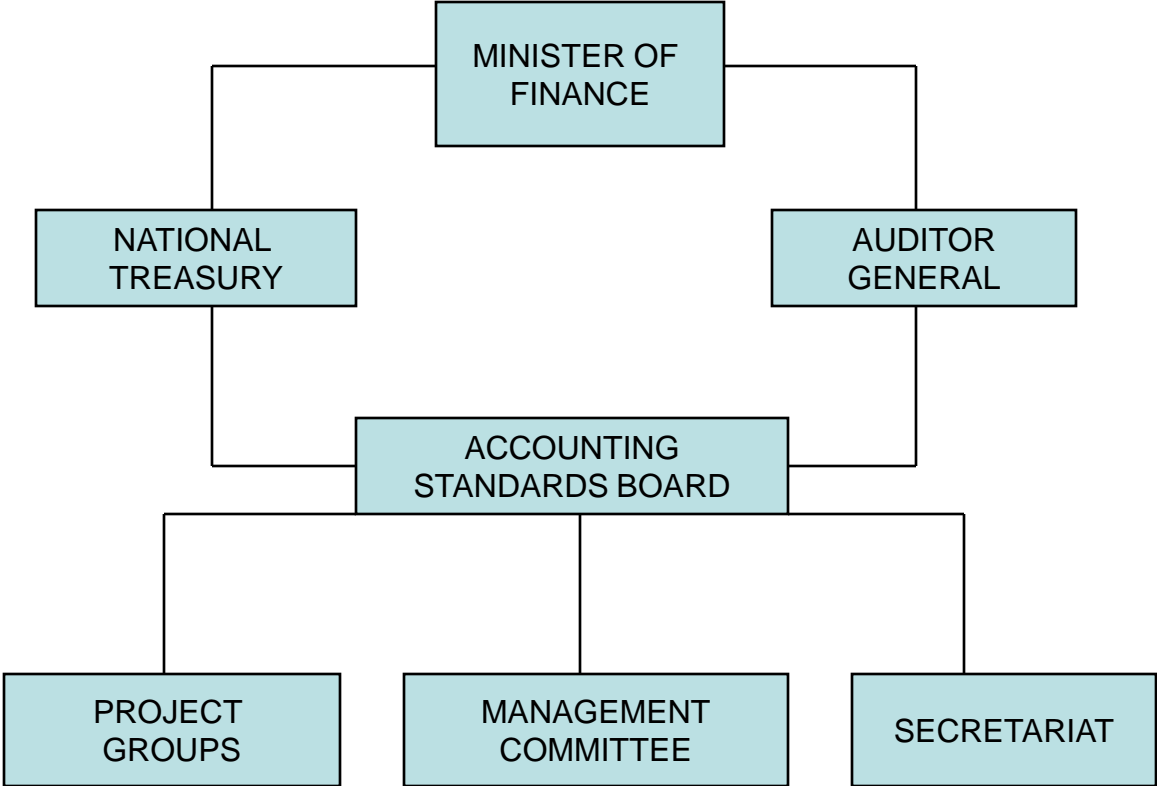 MINISTER OF
FINANCE
NATIONAL
TREASURY
AUDITOR
GENERAL
ACCOUNTING
STANDARDS BOARD
PROJECT
GROUPS
MANAGEMENT
COMMITTEE
SECRETARIAT